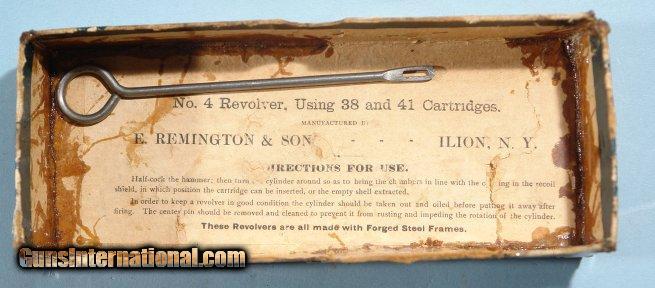 No. 4 Revolver, Using 38 and 41 Cartridges.
MANUFACTURED
E. REMINGTON & SON - - - - ILION, N. Y.
DIRECTIONS FOR USE.
Half-cock the hammer; then turn cylinder around so as to bring the chambers in line with the in the recoil
shield, in which position the cartridge can be inserted, or the empty shell extracted.
In order to keep a revolver in good condition the cylinder should be taken out and oiled before putting it away after
firing. The center pin should be removed and cleaned to prevent it from rusting and impeding the rotation of the cylinder.
These Revolvers are all made with Forged Steel Frames.
GunsInternational.com